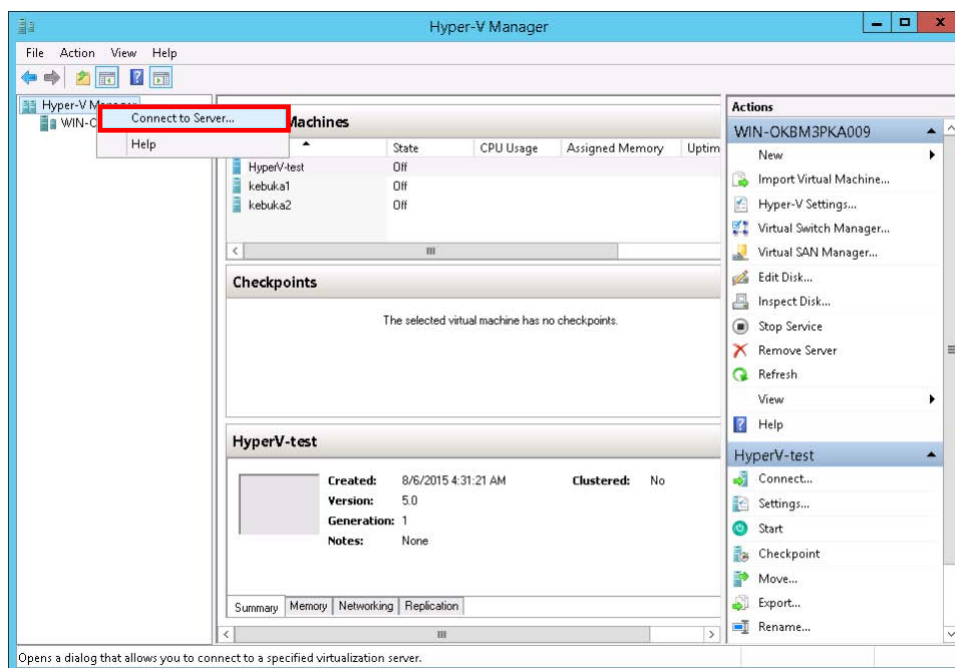 Hyper-V Manager
File Action View Help
Hyper-V Manager
WIN-O
Connect to Server...
Help
Machines
State CPU Usage Assigned Memory Uptim
HyperV-test Off
kebuka1 Off
kebuka2 Off
Checkpoints
The selected virtual machine has no checkpoints.
HyperV-test
Created: 8/6/2015 4:31:21 AM Clustered: No
Version: 5.0
Generation: 1
Notes: None
Summary Memory Networking Replication
Actions
WIN-OKBM3PKA009
New
Import Virtual Machine...
Hyper-V Settings...
Virtual Switch Manager...
Virtual SAN Manager...
Edit Disk...
Inspect Disk...
Stop Service
Remove Server
Refresh
View
Help
HyperV-test
Connect...
Settings...
Start
Checkpoint
Move...
Export...
Rename...
Opens a dialog that allows you to connect to a specified virtualization server.